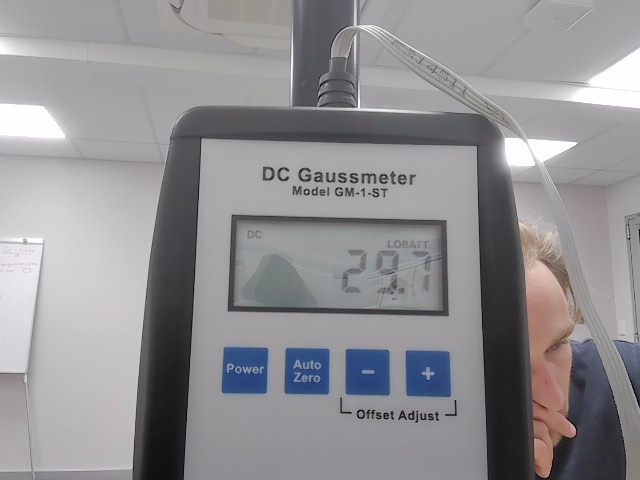 DC Gaussmeter
Model GM-1-ST
DC
LOBATT
29.7
Power
Auto
Zero
−
+
Offset Adjust